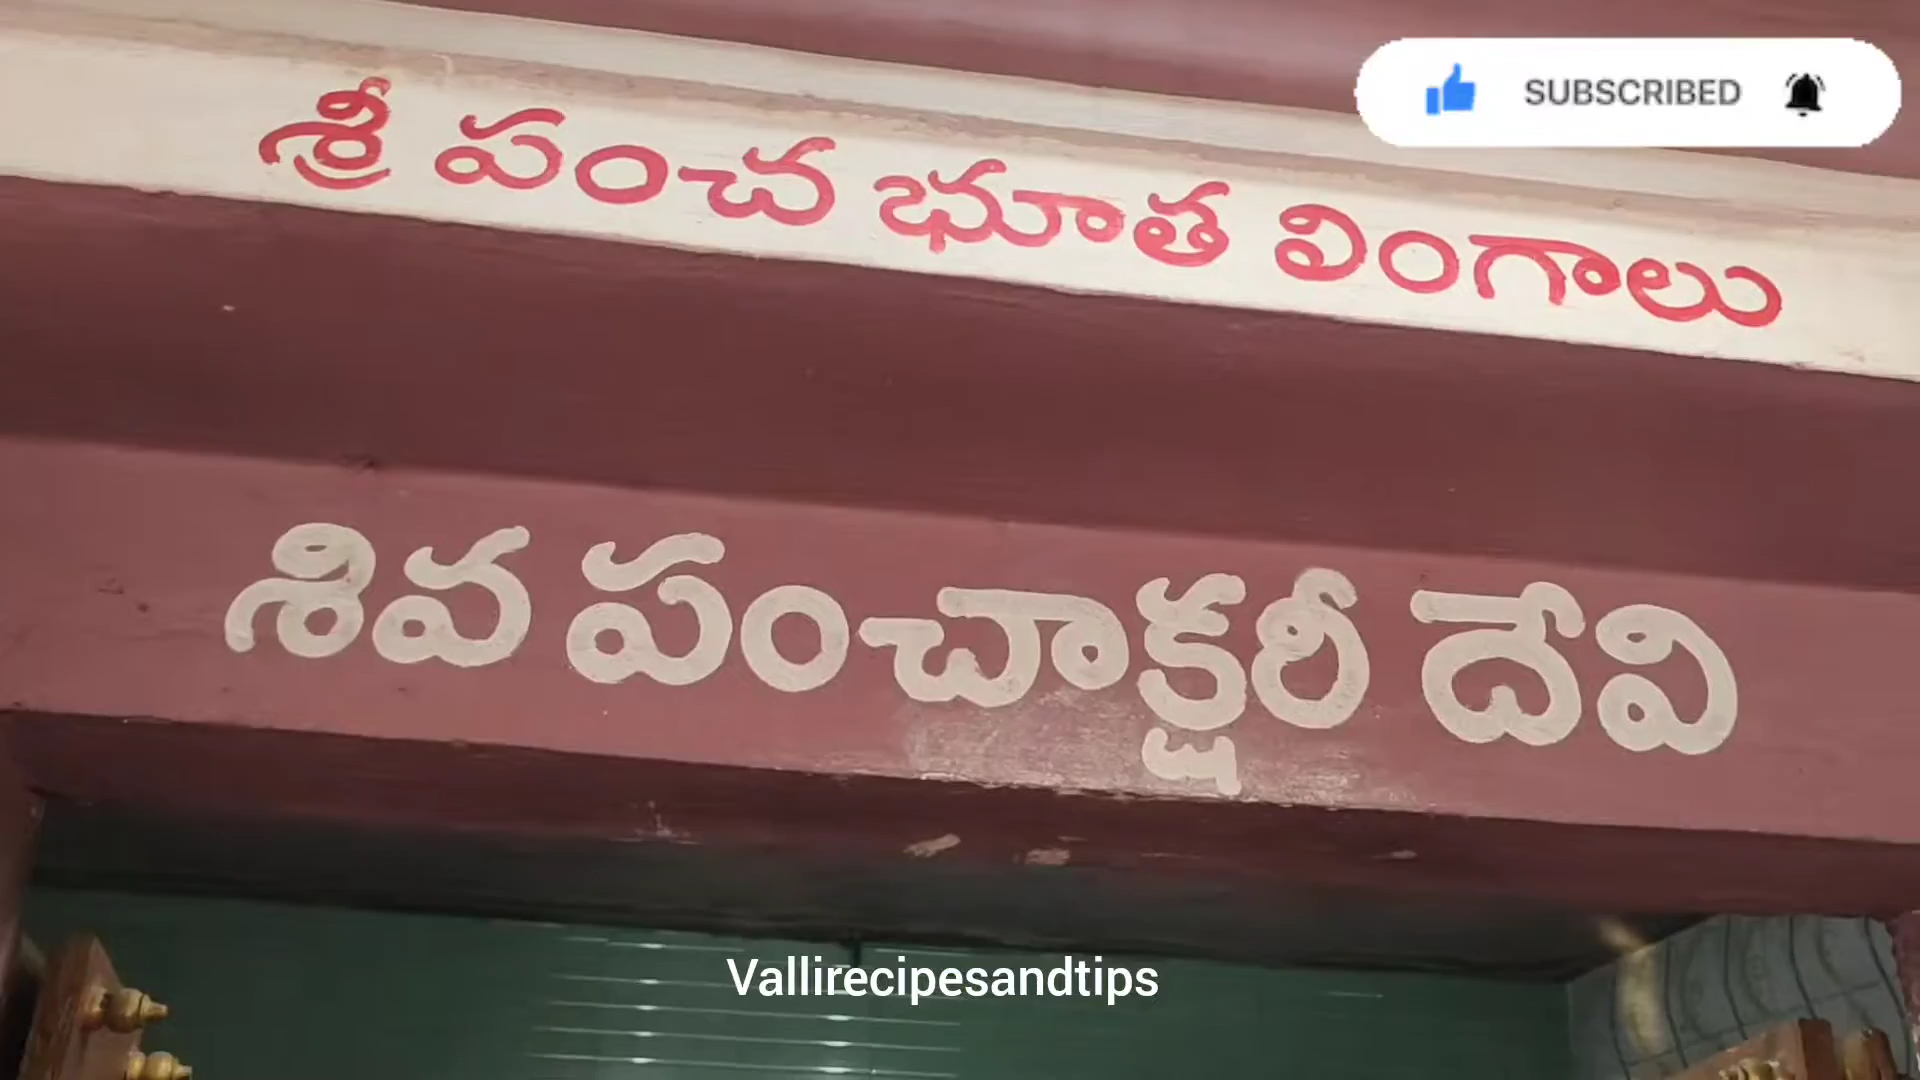 SUBSCRIBED
శ్రీ పంచ భూత లింగాలు
శివ పంచాక్షరీ దేవి
Vallirecipesandtips